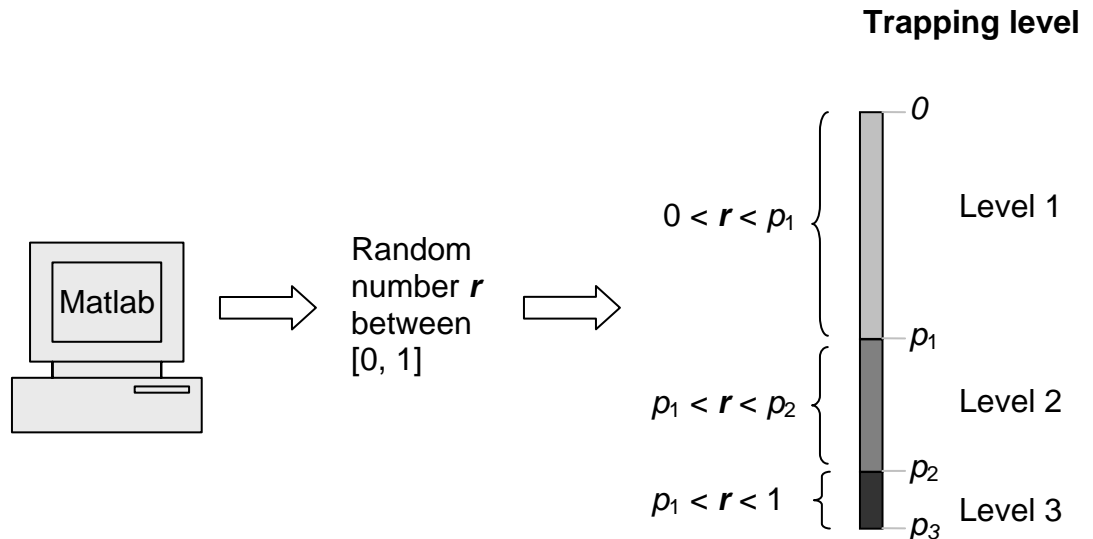 Trapping level
0
0 < r < p₁
Level 1
Matlab
Random
number r
between
[0, 1]
p₁
p₁ < r < p₂
Level 2
p₂
p₁ < r < 1
Level 3
p₃